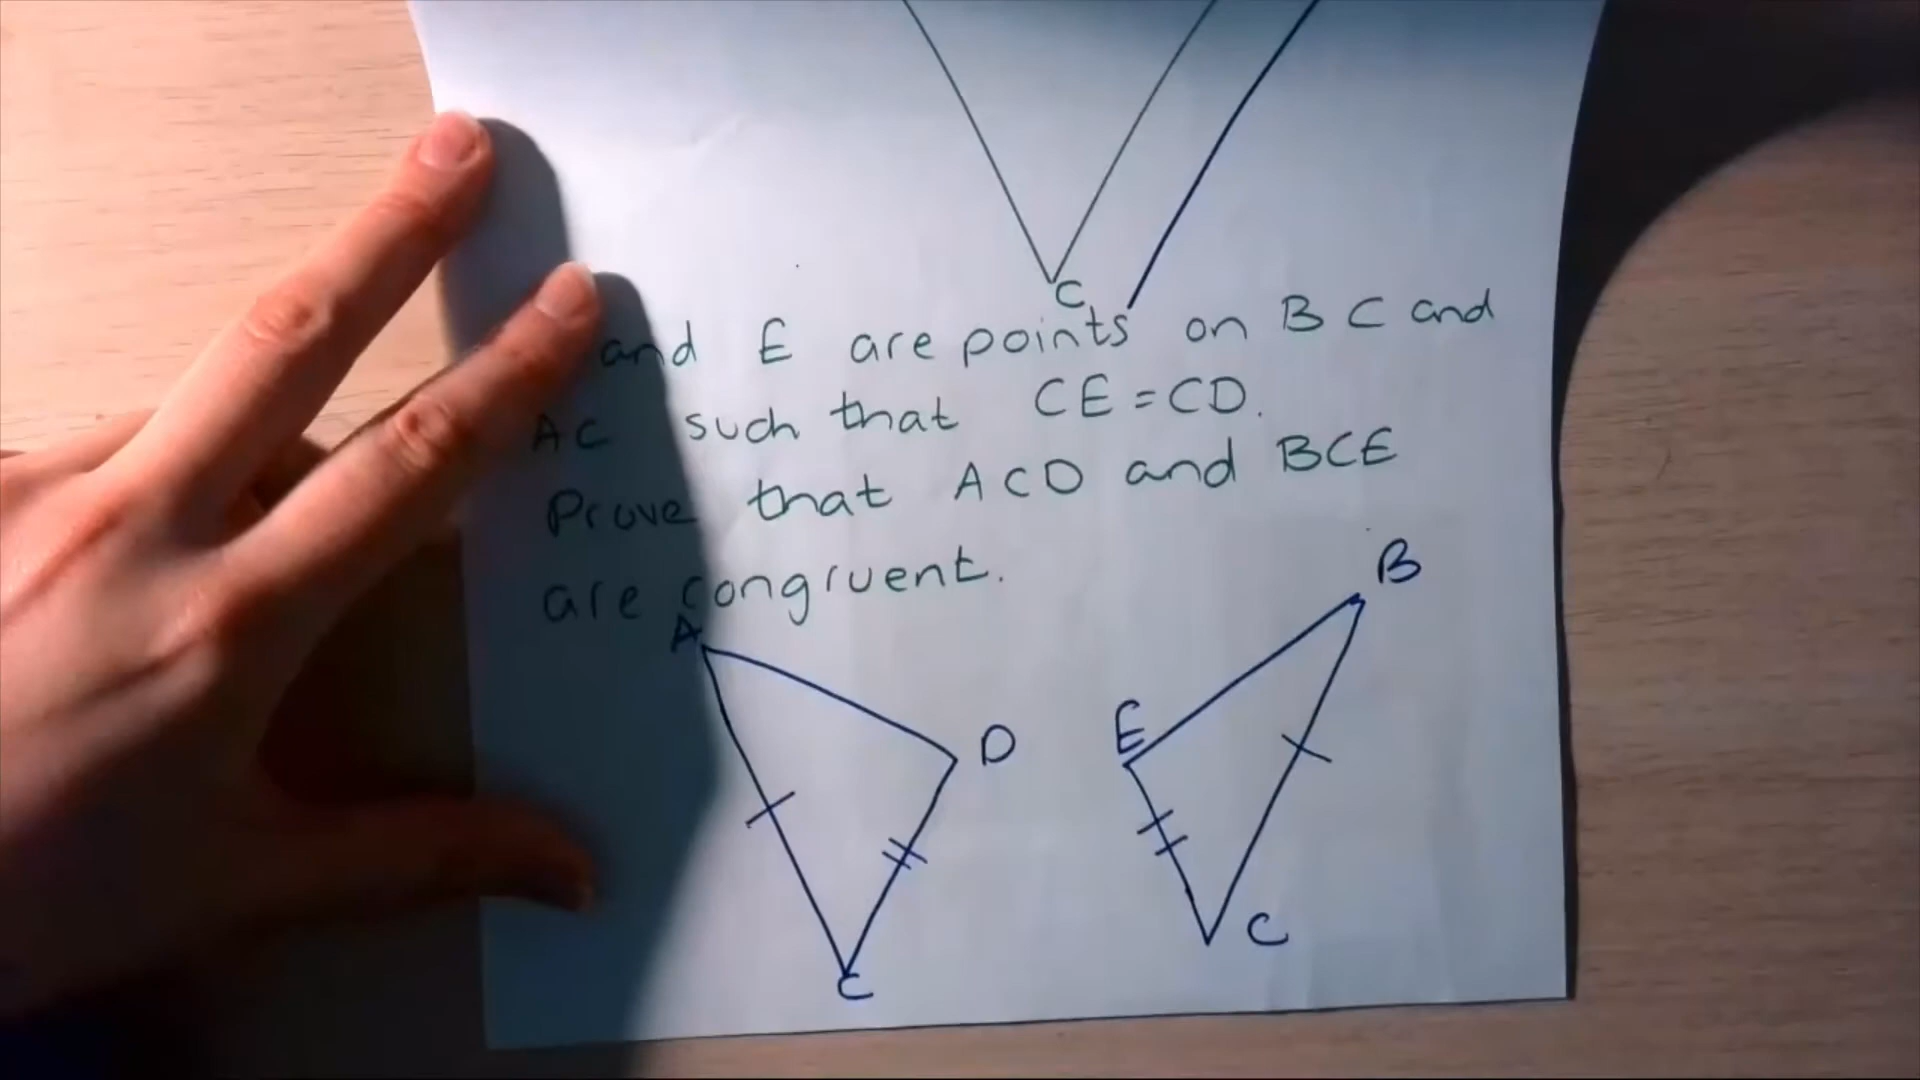 C
and E are points on BC and
AC such that CE = CD.
Prove that ACD and BCE
are congruent.
A
B
D
E
C
C